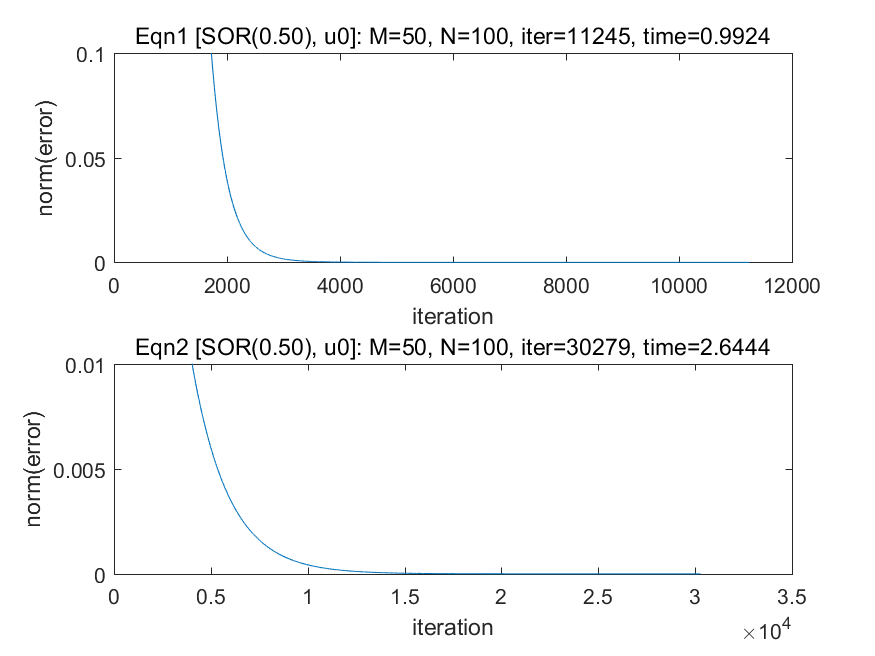 Eqn1 [SOR(0.50), u0]: M=50, N=100, iter=11245, time=0.9924
0.1
0.05
0
norm(error)
0 2000 4000 6000 8000 10000 12000
iteration
Eqn2 [SOR(0.50), u0]: M=50, N=100, iter=30279, time=2.6444
0.01
0.005
0
norm(error)
0 0.5 1 1.5 2 2.5 3 3.5
iteration
×10^4